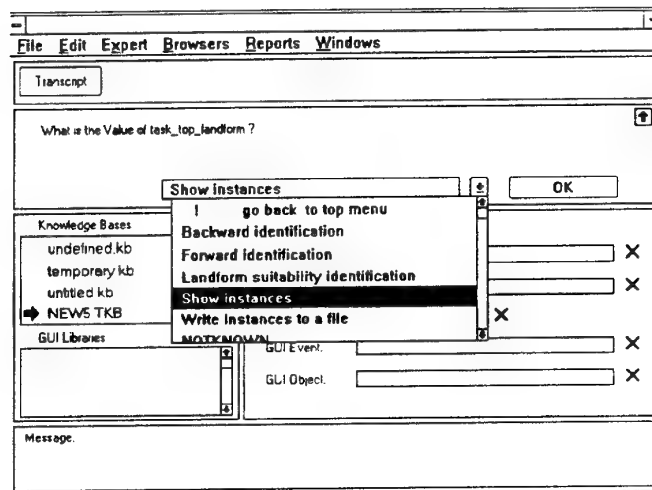 File Edit Expert Browsers Reports Windows
Transcript
What is the Value of task_top_landform ?
Show instances
OK
! go back to top menu
Backward identification
Forward identification
Landform suitability identification
Show instances
Write instances to a file
NOTKNOWN
Knowledge Bases
undefined.kb
temporary.kb
untitled.kb
NEW5.TKB
GUI Libraries
GUI Event.
GUI Object.
Message.